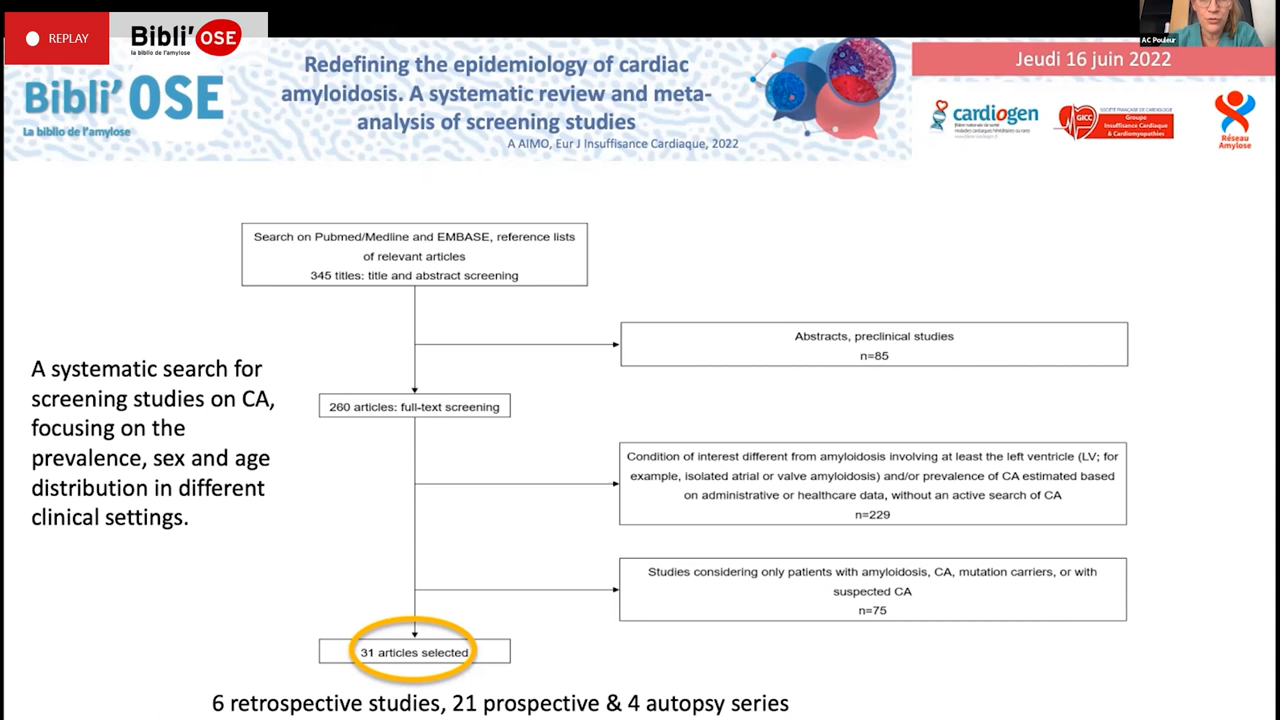 REPLAY
Bibli'OSE
la biblio de l'amylose
AC Pouleur
Bibli'OSE
La biblio de l'amylose
Redefining the epidemiology of cardiac
amyloidosis. A systematic review and meta-
analysis of screening studies
A AIMO, Eur J Insuffisance Cardiaque, 2022
Jeudi 16 juin 2022
cardiogen
filière nationale de santé
maladies cardiaques héréditaires ou rares
GICC
SOCIÉTÉ FRANÇAISE DE CARDIOLOGIE
Groupe
Insuffisance Cardiaque
& Cardiomyopathies
Réseau
Amylose
Search on Pubmed/Medline and EMBASE, reference lists
of relevant articles
345 titles: title and abstract screening
Abstracts, preclinical studies
n=85
A systematic search for
screening studies on CA,
focusing on the
prevalence, sex and age
distribution in different
clinical settings.
260 articles: full-text screening
Condition of interest different from amyloidosis involving at least the left ventricle (LV; for
example, isolated atrial or valve amyloidosis) and/or prevalence of CA estimated based
on administrative or healthcare data, without an active search of CA
n=229
Studies considering only patients with amyloidosis, CA, mutation carriers, or with
suspected CA
n=75
31 articles selected
6 retrospective studies, 21 prospective & 4 autopsy series